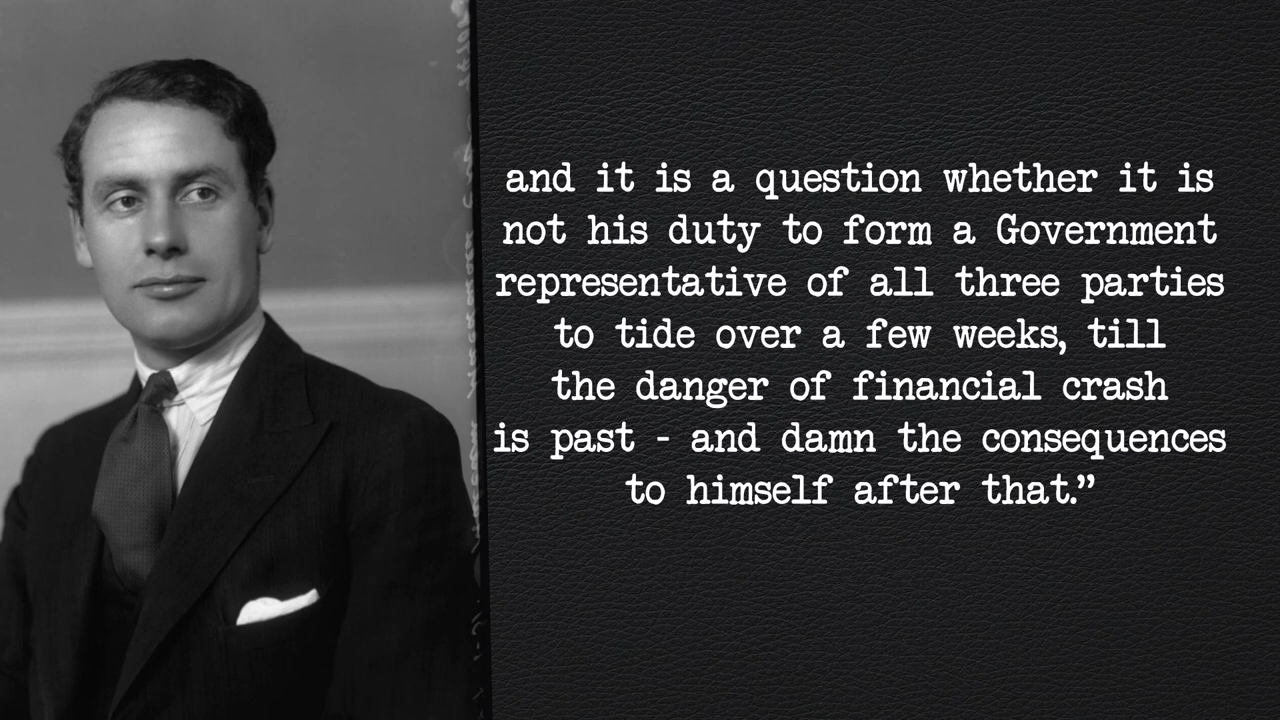 and it is a question whether it is
not his duty to form a Government
representative of all three parties
to tide over a few weeks, till
the danger of financial crash
is past - and damn the consequences
to himself after that.”